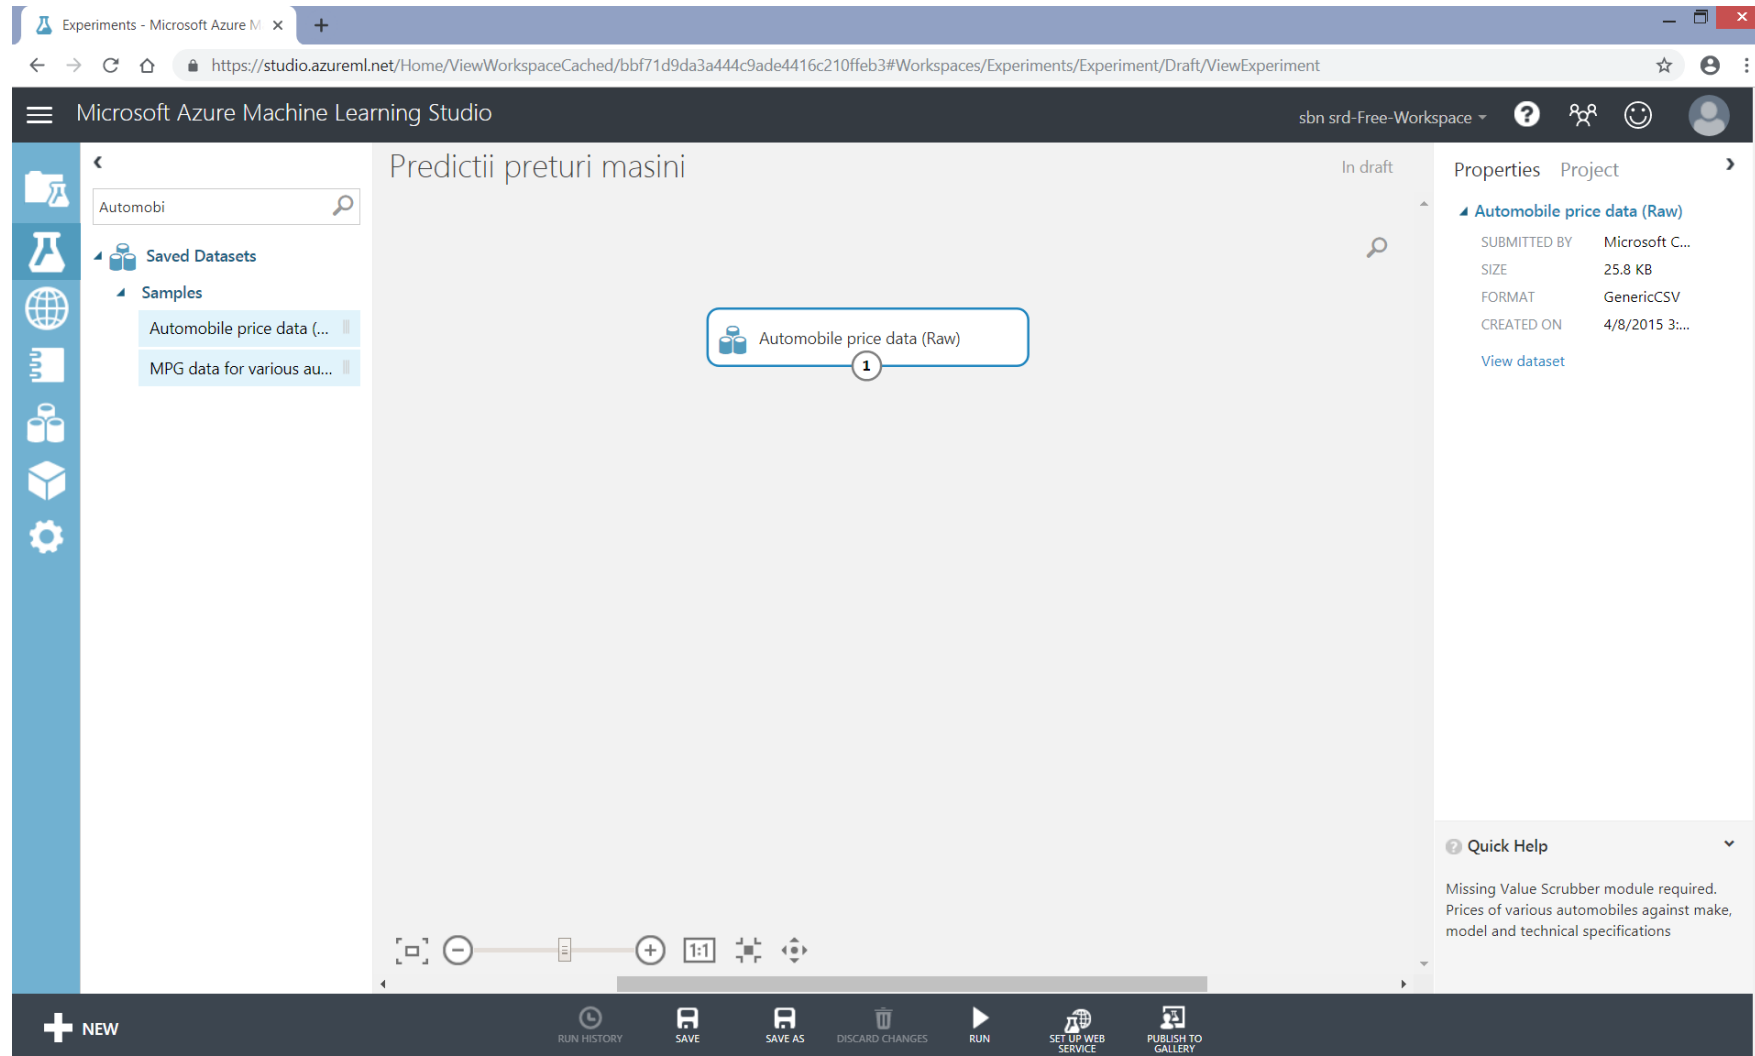 Experiments - Microsoft Azure M
https://studio.azureml.net/Home/ViewWorkspaceCached/bbf71d9da3a444c9ade4416c210ffeb3#Workspaces/Experiments/Experiment/Draft/ViewExperiment
Microsoft Azure Machine Learning Studio
sbn srd-Free-Workspace
?
Automobi
Saved Datasets
Samples
Automobile price data (...
MPG data for various au...
Predictii preturi masini
In draft
Automobile price data (Raw)
1
Properties Project
Automobile price data (Raw)
SUBMITTED BY Microsoft C...
SIZE 25.8 KB
FORMAT GenericCSV
CREATED ON 4/8/2015 3:...
View dataset
? Quick Help
Missing Value Scrubber module required.
Prices of various automobiles against make,
model and technical specifications
1:1
NEW
RUN HISTORY
SAVE
SAVE AS
DISCARD CHANGES
RUN
SET UP WEB
SERVICE
PUBLISH TO
GALLERY